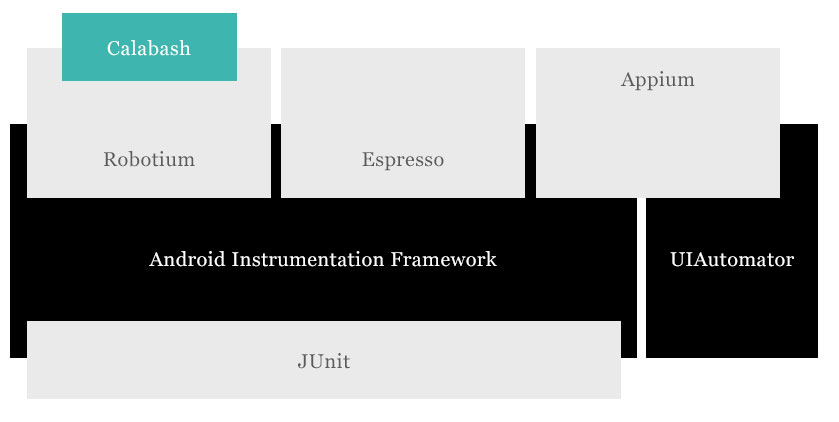 Calabash
Appium
Robotium
Espresso
Android Instrumentation Framework
UIAutomator
JUnit